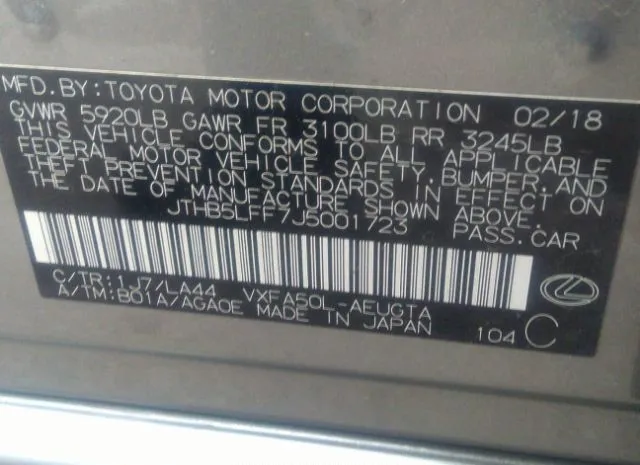 MFD.BY:TOYOTA MOTOR CORPORATION 02/18
GVWR 5920LB GAWR FR 3100LB RR 3245LB
THIS VEHICLE CONFORMS TO ALL APPLICABLE
FEDERAL MOTOR VEHICLE SAFETY,BUMPER,AND
THEFT PREVENTION STANDARDS IN EFFECT ON
THE DATE OF MANUFACTURE SHOWN ABOVE.
JTHB5LFF7J5001723 PASS.CAR
C/TR:1J7/LA44 VXFA50L-AEUGTA
A/TM:B01A/AGA0E MADE IN JAPAN 104 C